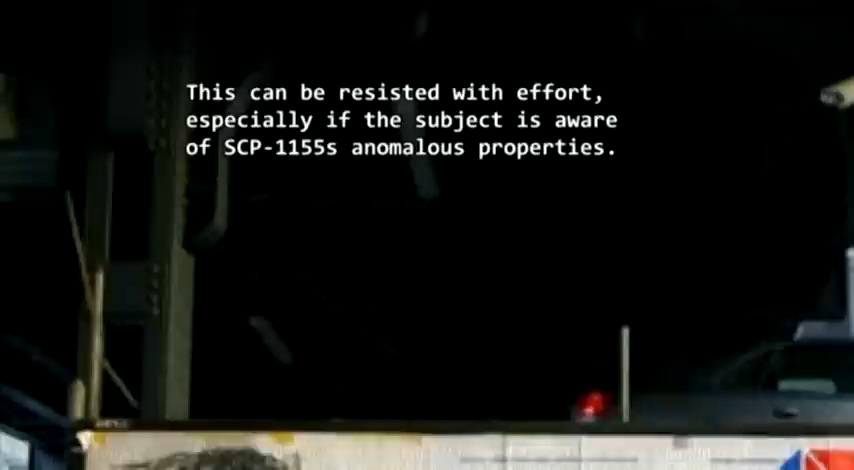 This can be resisted with effort,
especially if the subject is aware
of SCP-1155s anomalous properties.